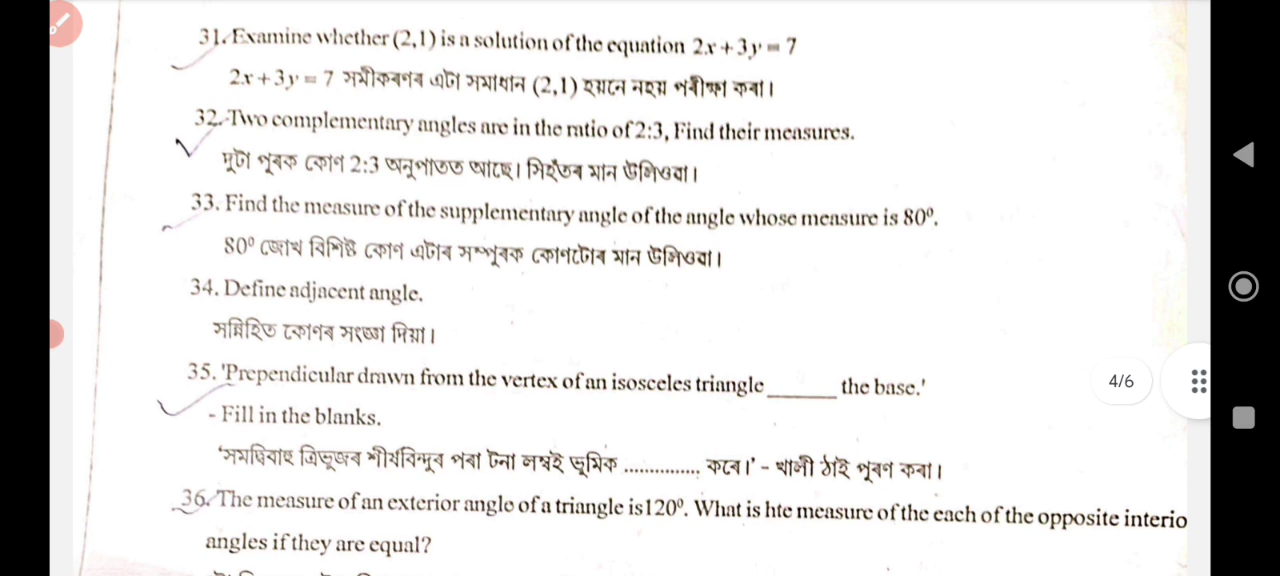 31. Examine whether (2,1) is a solution of the equation 2x + 3y = 7
2x + 3y = 7 সমীকৰণৰ এটা সমাধান (2,1) হয়নে নহয় পৰীক্ষা কৰা।
32. Two complementary angles are in the ratio of 2:3, Find their measures.
দুটা পূৰক কোণ 2:3 অনুপাতত আছে। সিহঁতৰ মান উলিওৱা।
33. Find the measure of the supplementary angle of the angle whose measure is 80⁰.
80⁰ জোখ বিশিষ্ট কোণ এটাৰ সম্পূৰক কোণটোৰ মান উলিওৱা।
34. Define adjacent angle.
সন্নিহিত কোণৰ সংজ্ঞা দিয়া।
35. 'Prependicular drawn from the vertex of an isosceles triangle ______ the base.'
4/6
- Fill in the blanks.
‘সমদ্বিবাহু ত্ৰিভূজৰ শীৰ্ষবিন্দুৰ পৰা টনা লম্বই ভূমিক ............... কৰে।’ - খালী ঠাই পূৰণ কৰা।
36. The measure of an exterior angle of a triangle is120⁰. What is hte measure of the each of the opposite interio
angles if they are equal?